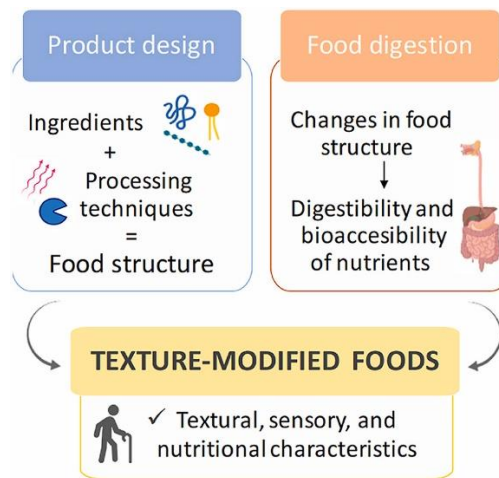 Product design
Ingredients
+
Processing
techniques
=
Food structure
Food digestion
Changes in food
structure
Digestibility and
bioaccesibility
of nutrients
TEXTURE-MODIFIED FOODS
✓ Textural, sensory, and
nutritional characteristics